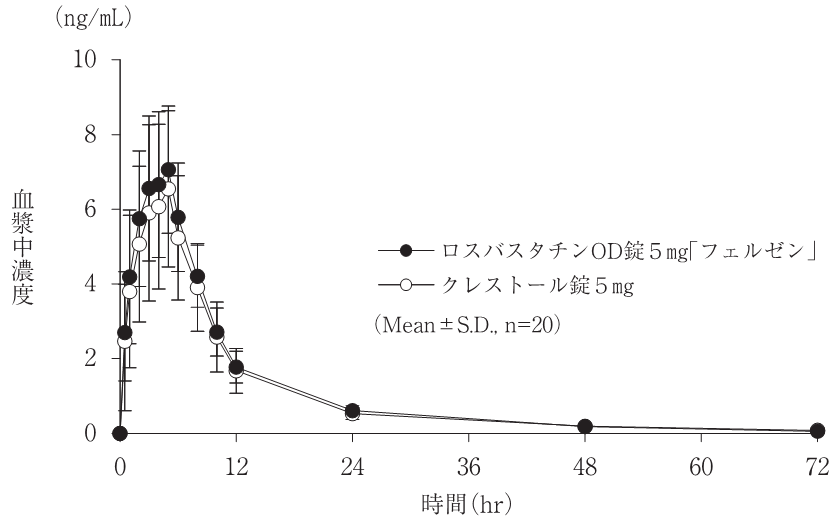 (ng/mL)
10
8
6
4
2
0
血漿中濃度
ロスバスタチンOD錠5㎎「フェルゼン」
クレストール錠5㎎
(Mean±S.D., n=20)
0 12 24 36 48 60 72
時間(hr)